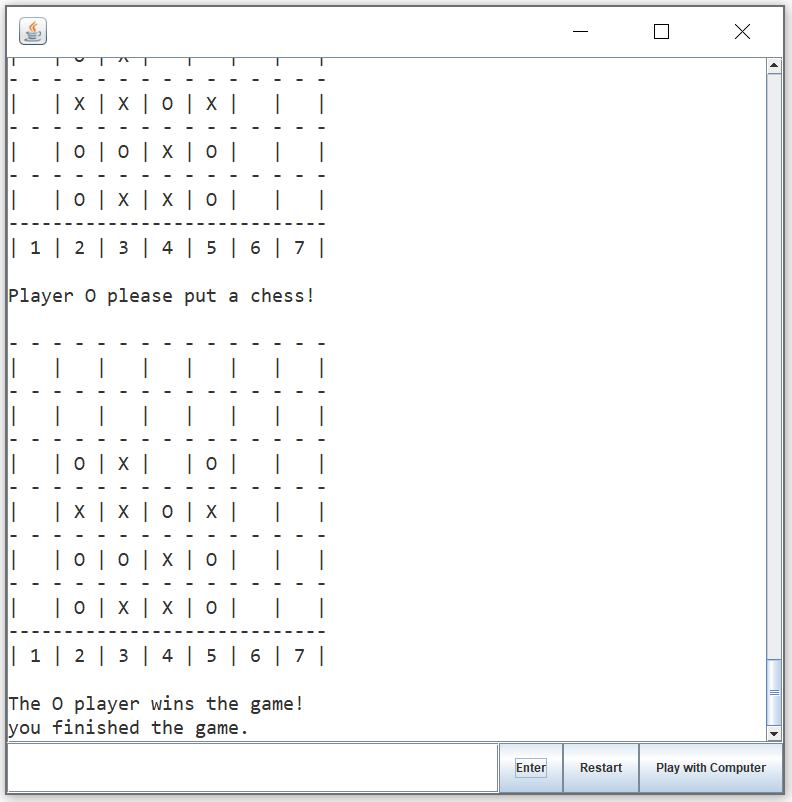 |   | O | X |   |   |   |   |
- - - - - - - - - - - - - - -
|   | X | X | O | X |   |   |
- - - - - - - - - - - - - - -
|   | O | O | X | O |   |   |
- - - - - - - - - - - - - - -
|   | O | X | X | O |   |   |
-----------------------------
| 1 | 2 | 3 | 4 | 5 | 6 | 7 |
Player O please put a chess!
- - - - - - - - - - - - - - -
|   |   |   |   |   |   |   |
- - - - - - - - - - - - - - -
|   |   |   |   |   |   |   |
- - - - - - - - - - - - - - -
|   | O | X |   | O |   |   |
- - - - - - - - - - - - - - -
|   | X | X | O | X |   |   |
- - - - - - - - - - - - - - -
|   | O | O | X | O |   |   |
- - - - - - - - - - - - - - -
|   | O | X | X | O |   |   |
-----------------------------
| 1 | 2 | 3 | 4 | 5 | 6 | 7 |
The O player wins the game!
you finished the game.
Enter Restart Play with Computer